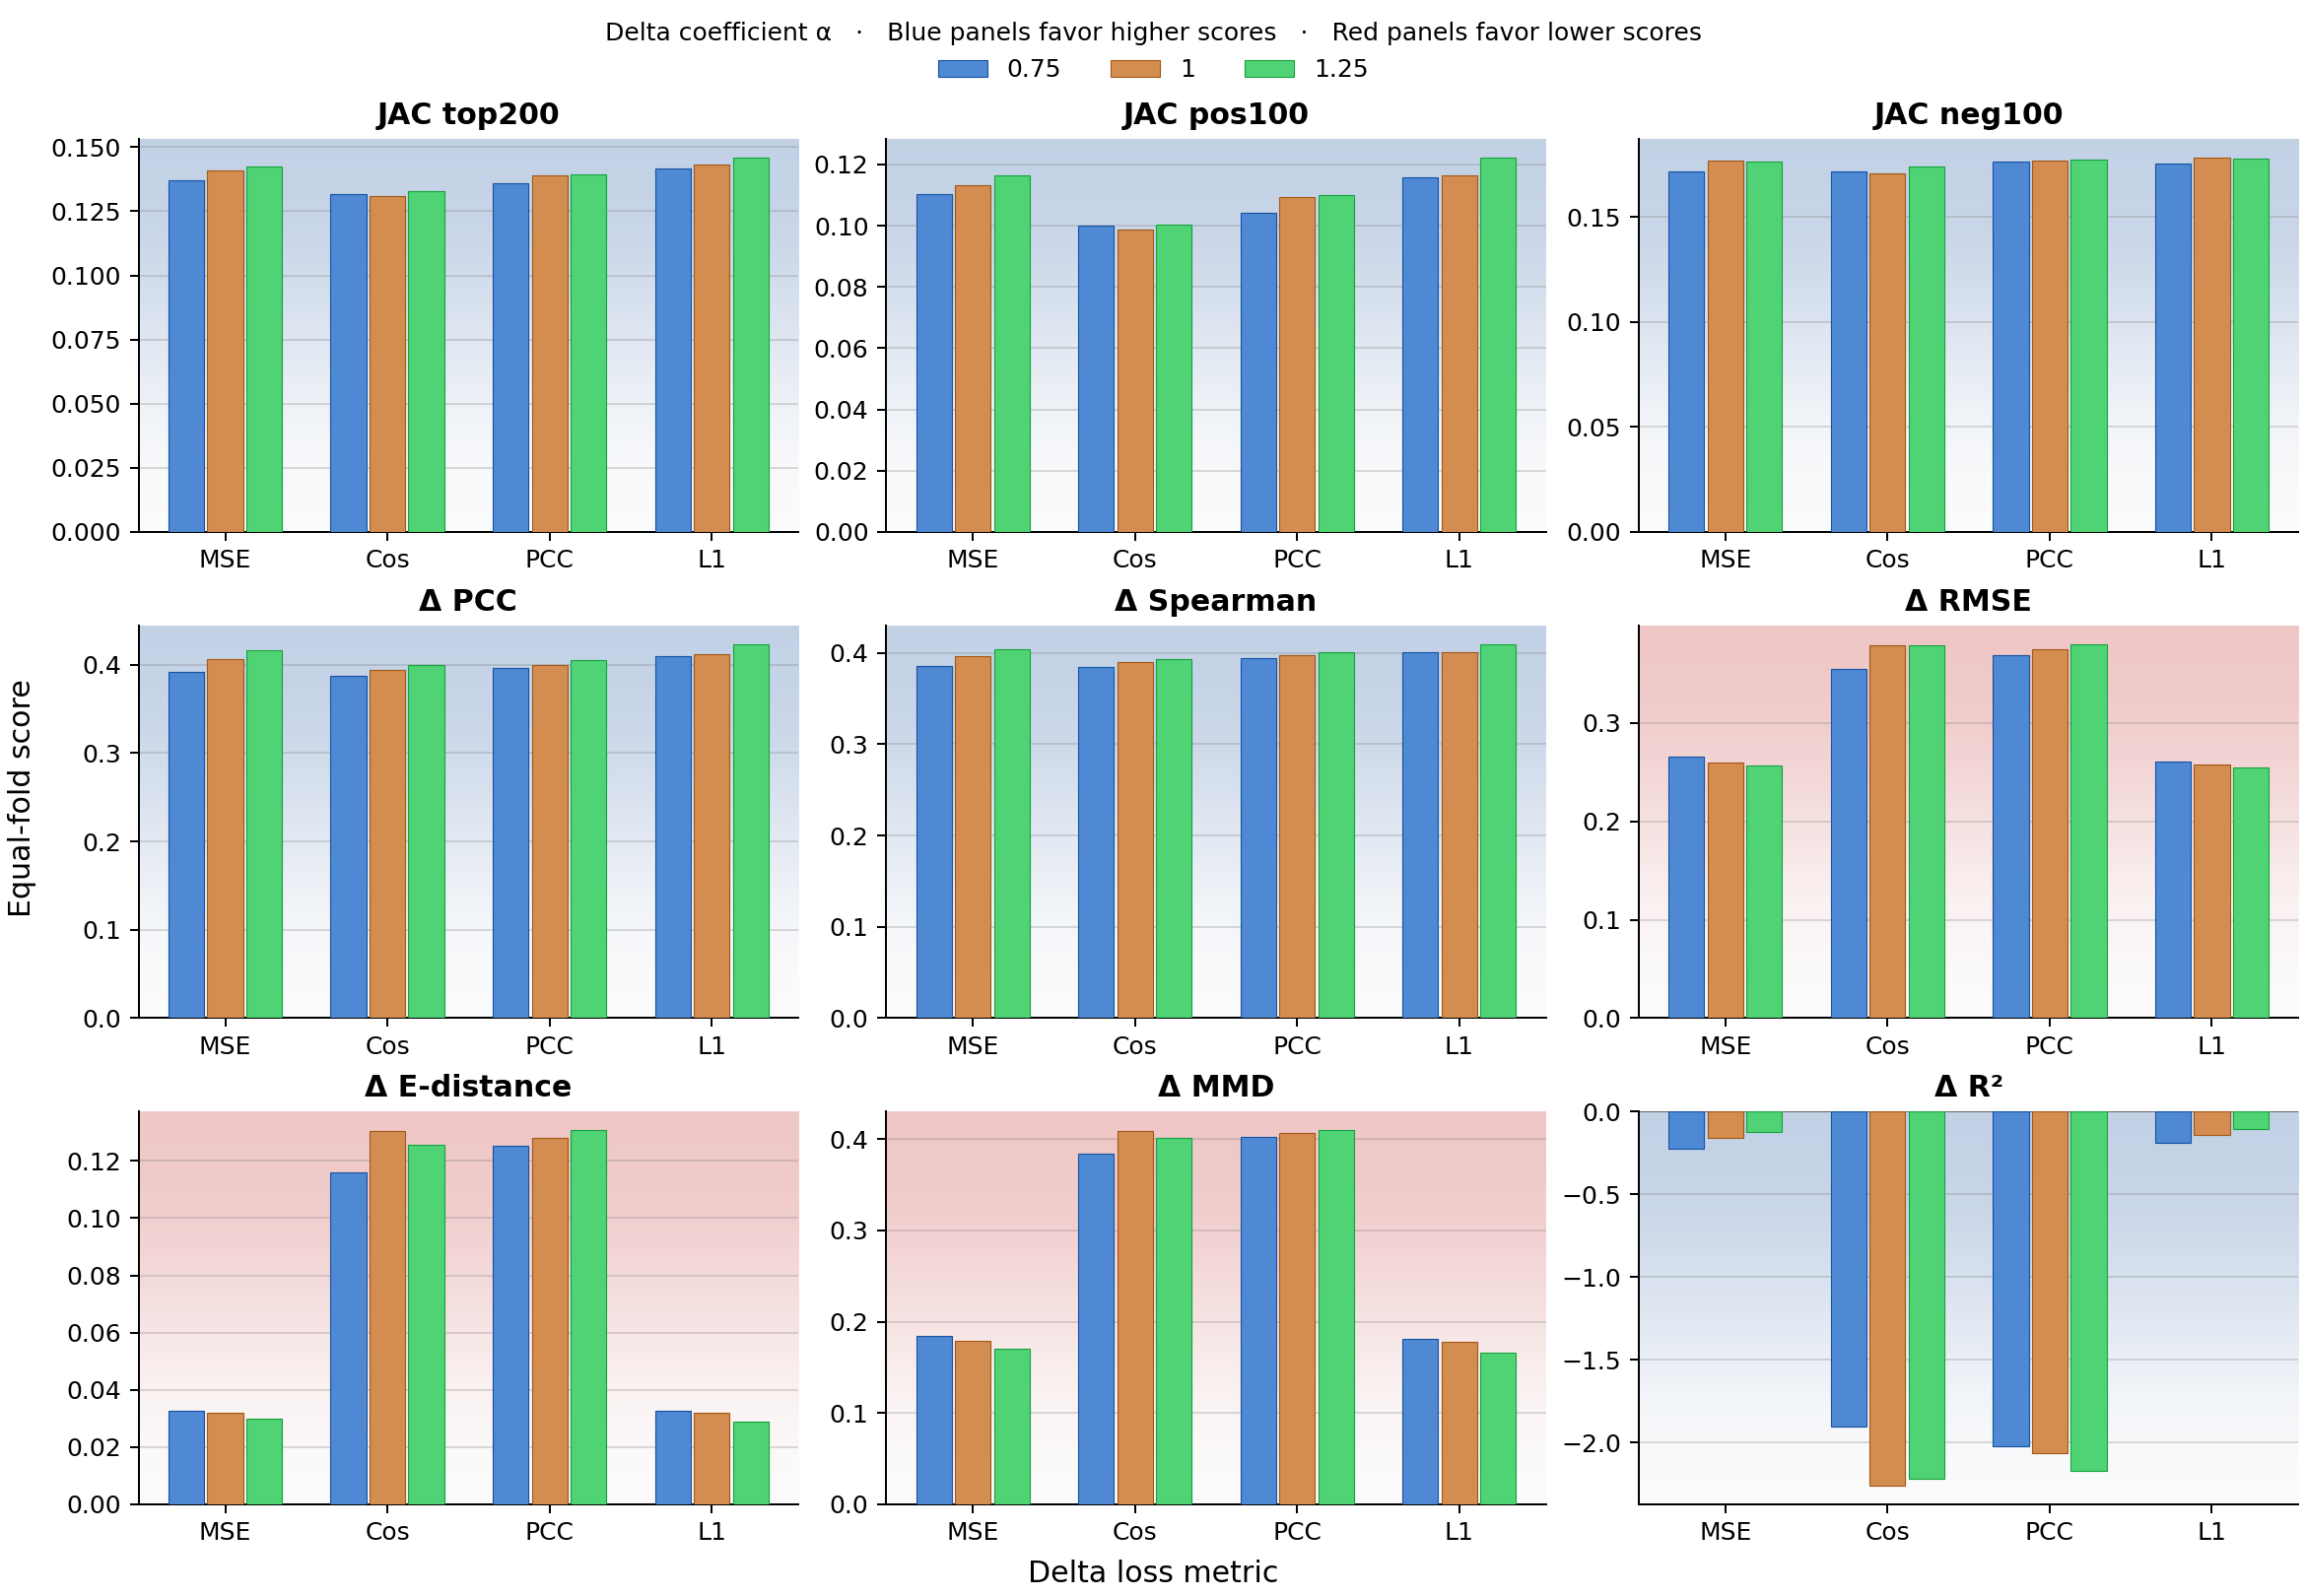 Delta coefficient α · Blue panels favor higher scores · Red panels favor lower scores
0.75 1 1.25
JAC top200
0.150
0.125
0.100
0.075
0.050
0.025
0.000
MSE Cos PCC L1
JAC pos100
0.12
0.10
0.08
0.06
0.04
0.02
0.00
MSE Cos PCC L1
JAC neg100
0.15
0.10
0.05
0.00
MSE Cos PCC L1
Equal-fold score
Δ PCC
0.4
0.3
0.2
0.1
0.0
MSE Cos PCC L1
Δ Spearman
0.4
0.3
0.2
0.1
0.0
MSE Cos PCC L1
Δ RMSE
0.3
0.2
0.1
0.0
MSE Cos PCC L1
Δ E-distance
0.12
0.10
0.08
0.06
0.04
0.02
0.00
MSE Cos PCC L1
Δ MMD
0.4
0.3
0.2
0.1
0.0
MSE Cos PCC L1
Δ R²
0.0
−0.5
−1.0
−1.5
−2.0
MSE Cos PCC L1
Delta loss metric